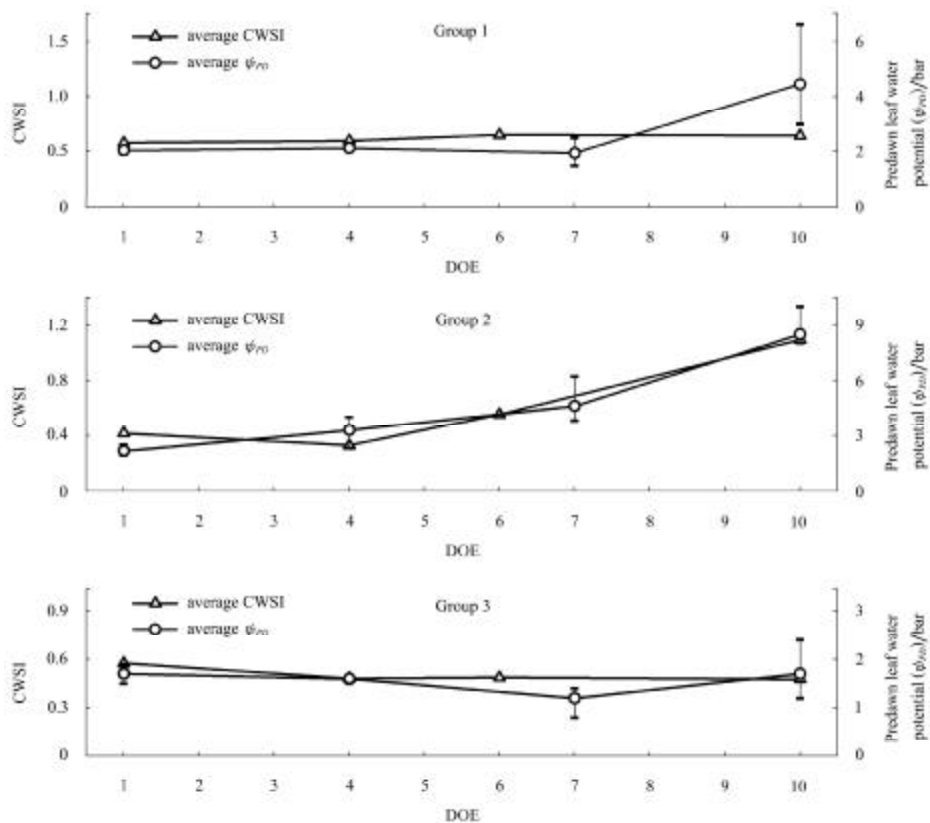 Group 1
average CWSI
average ψPD
CWSI
1.5
1.0
0.5
0
6
4
2
0
Predawn leaf water
potential (ψPD)/bar
1 2 3 4 5 6 7 8 9 10
DOE
Group 2
average CWSI
average ψPD
CWSI
1.2
0.8
0.4
0
9
6
3
0
Predawn leaf water
potential (ψPD)/bar
1 2 3 4 5 6 7 8 9 10
DOE
Group 3
average CWSI
average ψPD
CWSI
0.9
0.6
0.3
0
3
2
1
0
Predawn leaf water
potential (ψPD)/bar
1 2 3 4 5 6 7 8 9 10
DOE